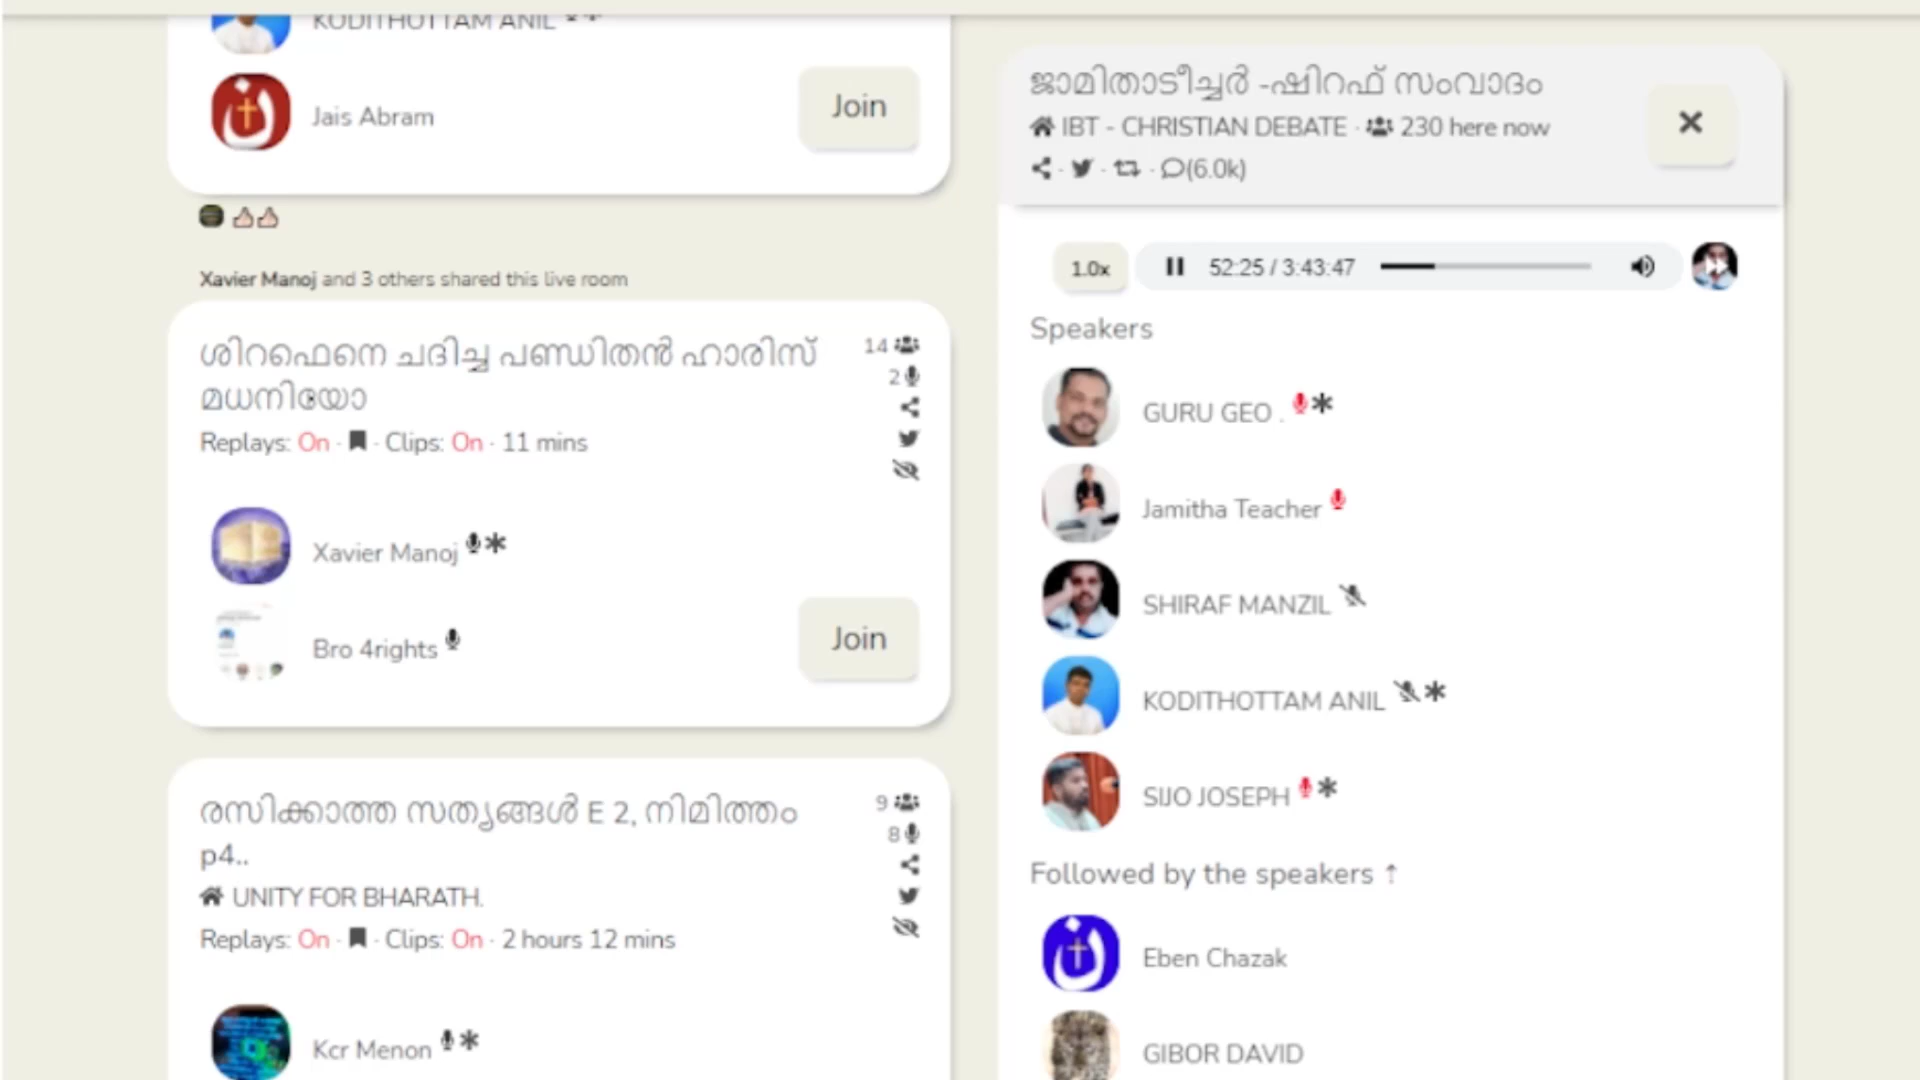 KODITHOTTAM ANIL
Jais Abram
Join
Xavier Manoj and 3 others shared this live room
ശിറഫെനെ ചദിച്ച പണ്ഡിതൻ ഹാരിസ്
മധനിയോ
14
2
Replays: On · Clips: On · 11 mins
Xavier Manoj
Bro 4rights
Join
രസിക്കാത്ത സത്യങ്ങൾ E 2, നിമിത്തം
p4..
9
8
UNITY FOR BHARATH.
Replays: On · Clips: On · 2 hours 12 mins
Kcr Menon
ജാമിതാടീച്ചർ -ഷിറഫ് സംവാദം
IBT - CHRISTIAN DEBATE · 230 here now
(6.0k)
1.0x
52:25 / 3:43:47
Speakers
GURU GEO .
Jamitha Teacher
SHIRAF MANZIL
KODITHOTTAM ANIL
SIJO JOSEPH
Followed by the speakers ↑
Eben Chazak
GIBOR DAVID